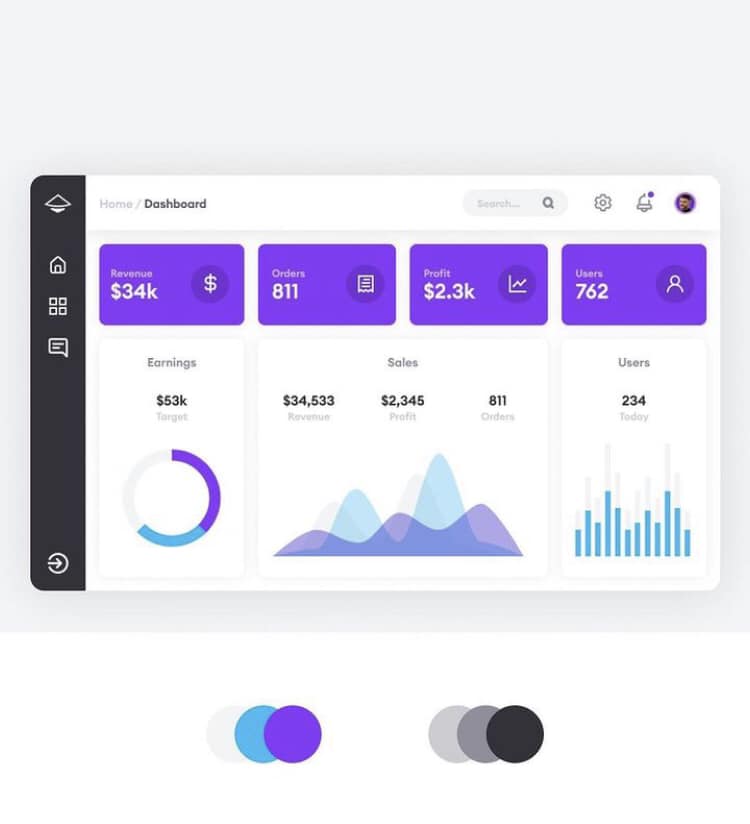 Home / Dashboard
Search...
Revenue
$34k
Orders
811
Profit
$2.3k
Users
762
Earnings
$53k
Target
Sales
$34,533 $2,345 811
Revenue Profit Orders
Users
234
Today